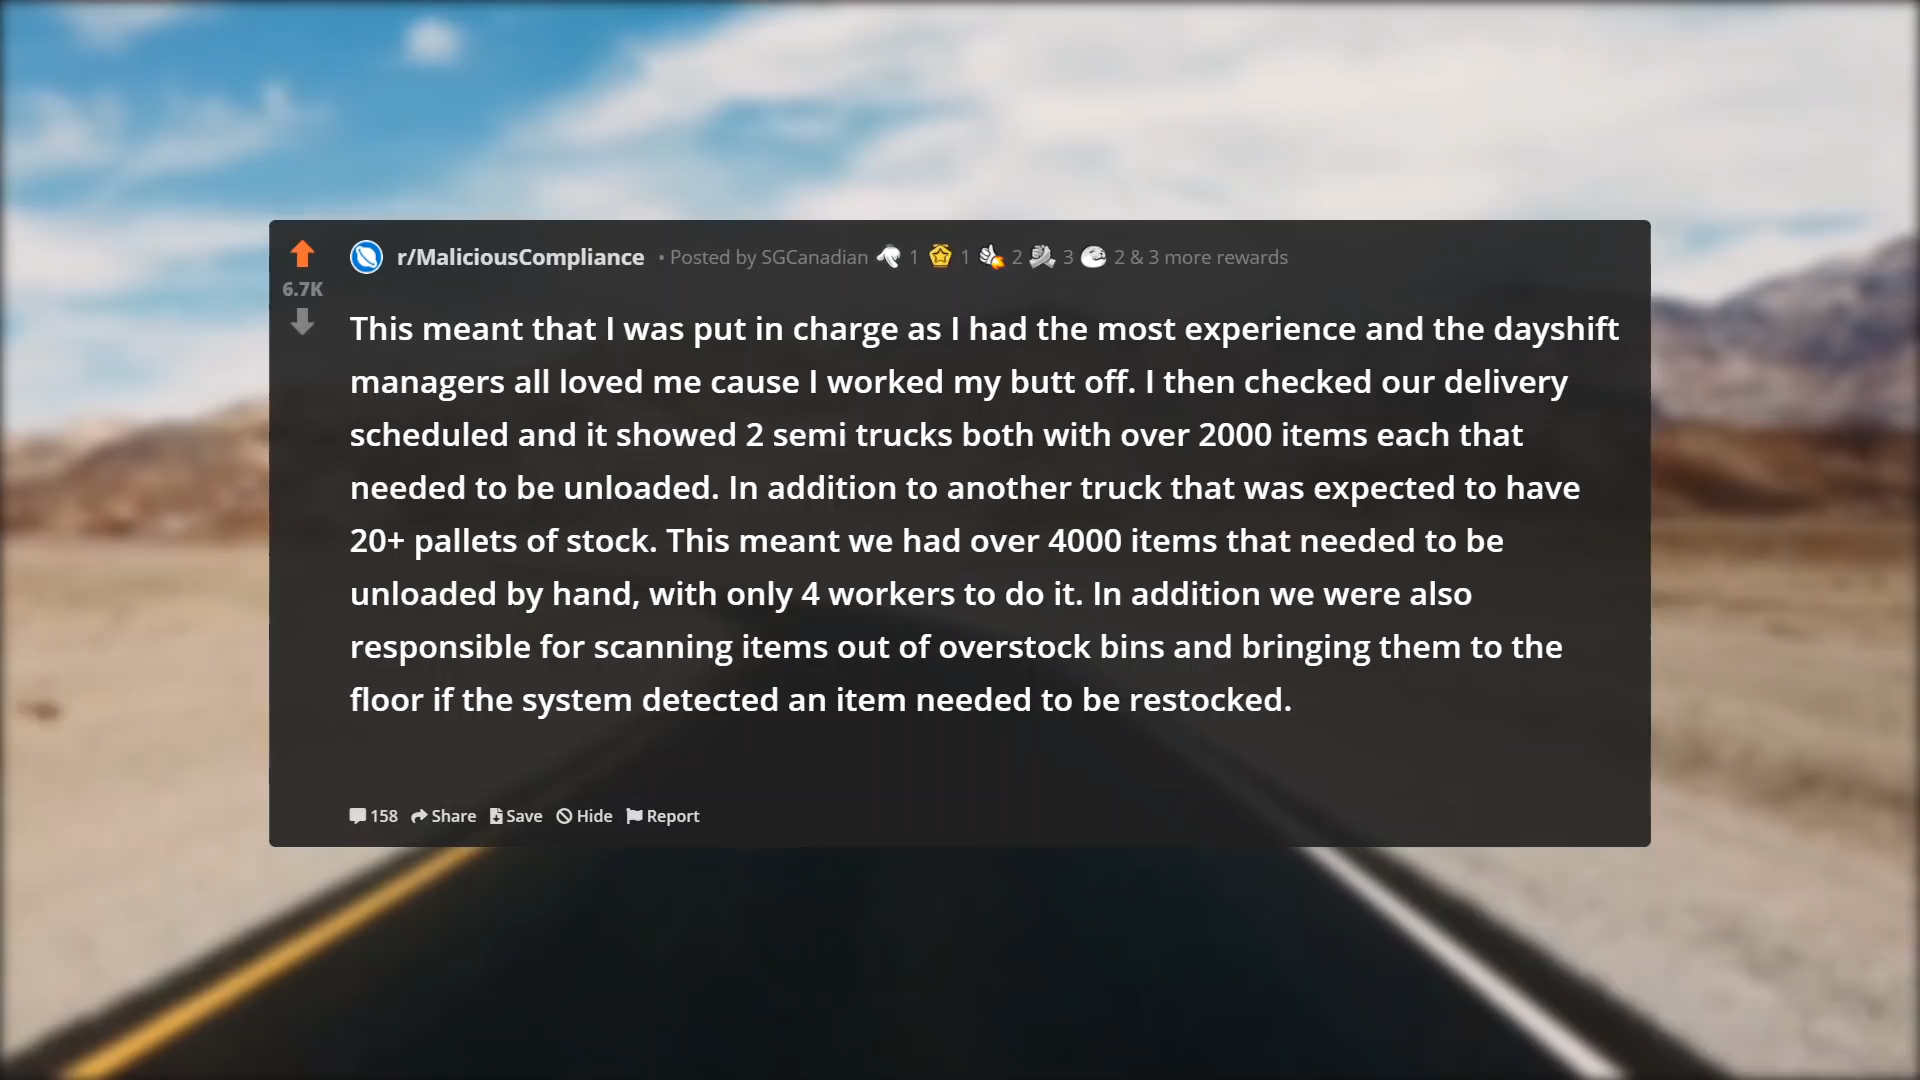 r/MaliciousCompliance • Posted by SGCanadian 1 1 2 3 2 & 3 more rewards
6.7K
This meant that I was put in charge as I had the most experience and the dayshift
managers all loved me cause I worked my butt off. I then checked our delivery
scheduled and it showed 2 semi trucks both with over 2000 items each that
needed to be unloaded. In addition to another truck that was expected to have
20+ pallets of stock. This meant we had over 4000 items that needed to be
unloaded by hand, with only 4 workers to do it. In addition we were also
responsible for scanning items out of overstock bins and bringing them to the
floor if the system detected an item needed to be restocked.
158 Share Save Hide Report